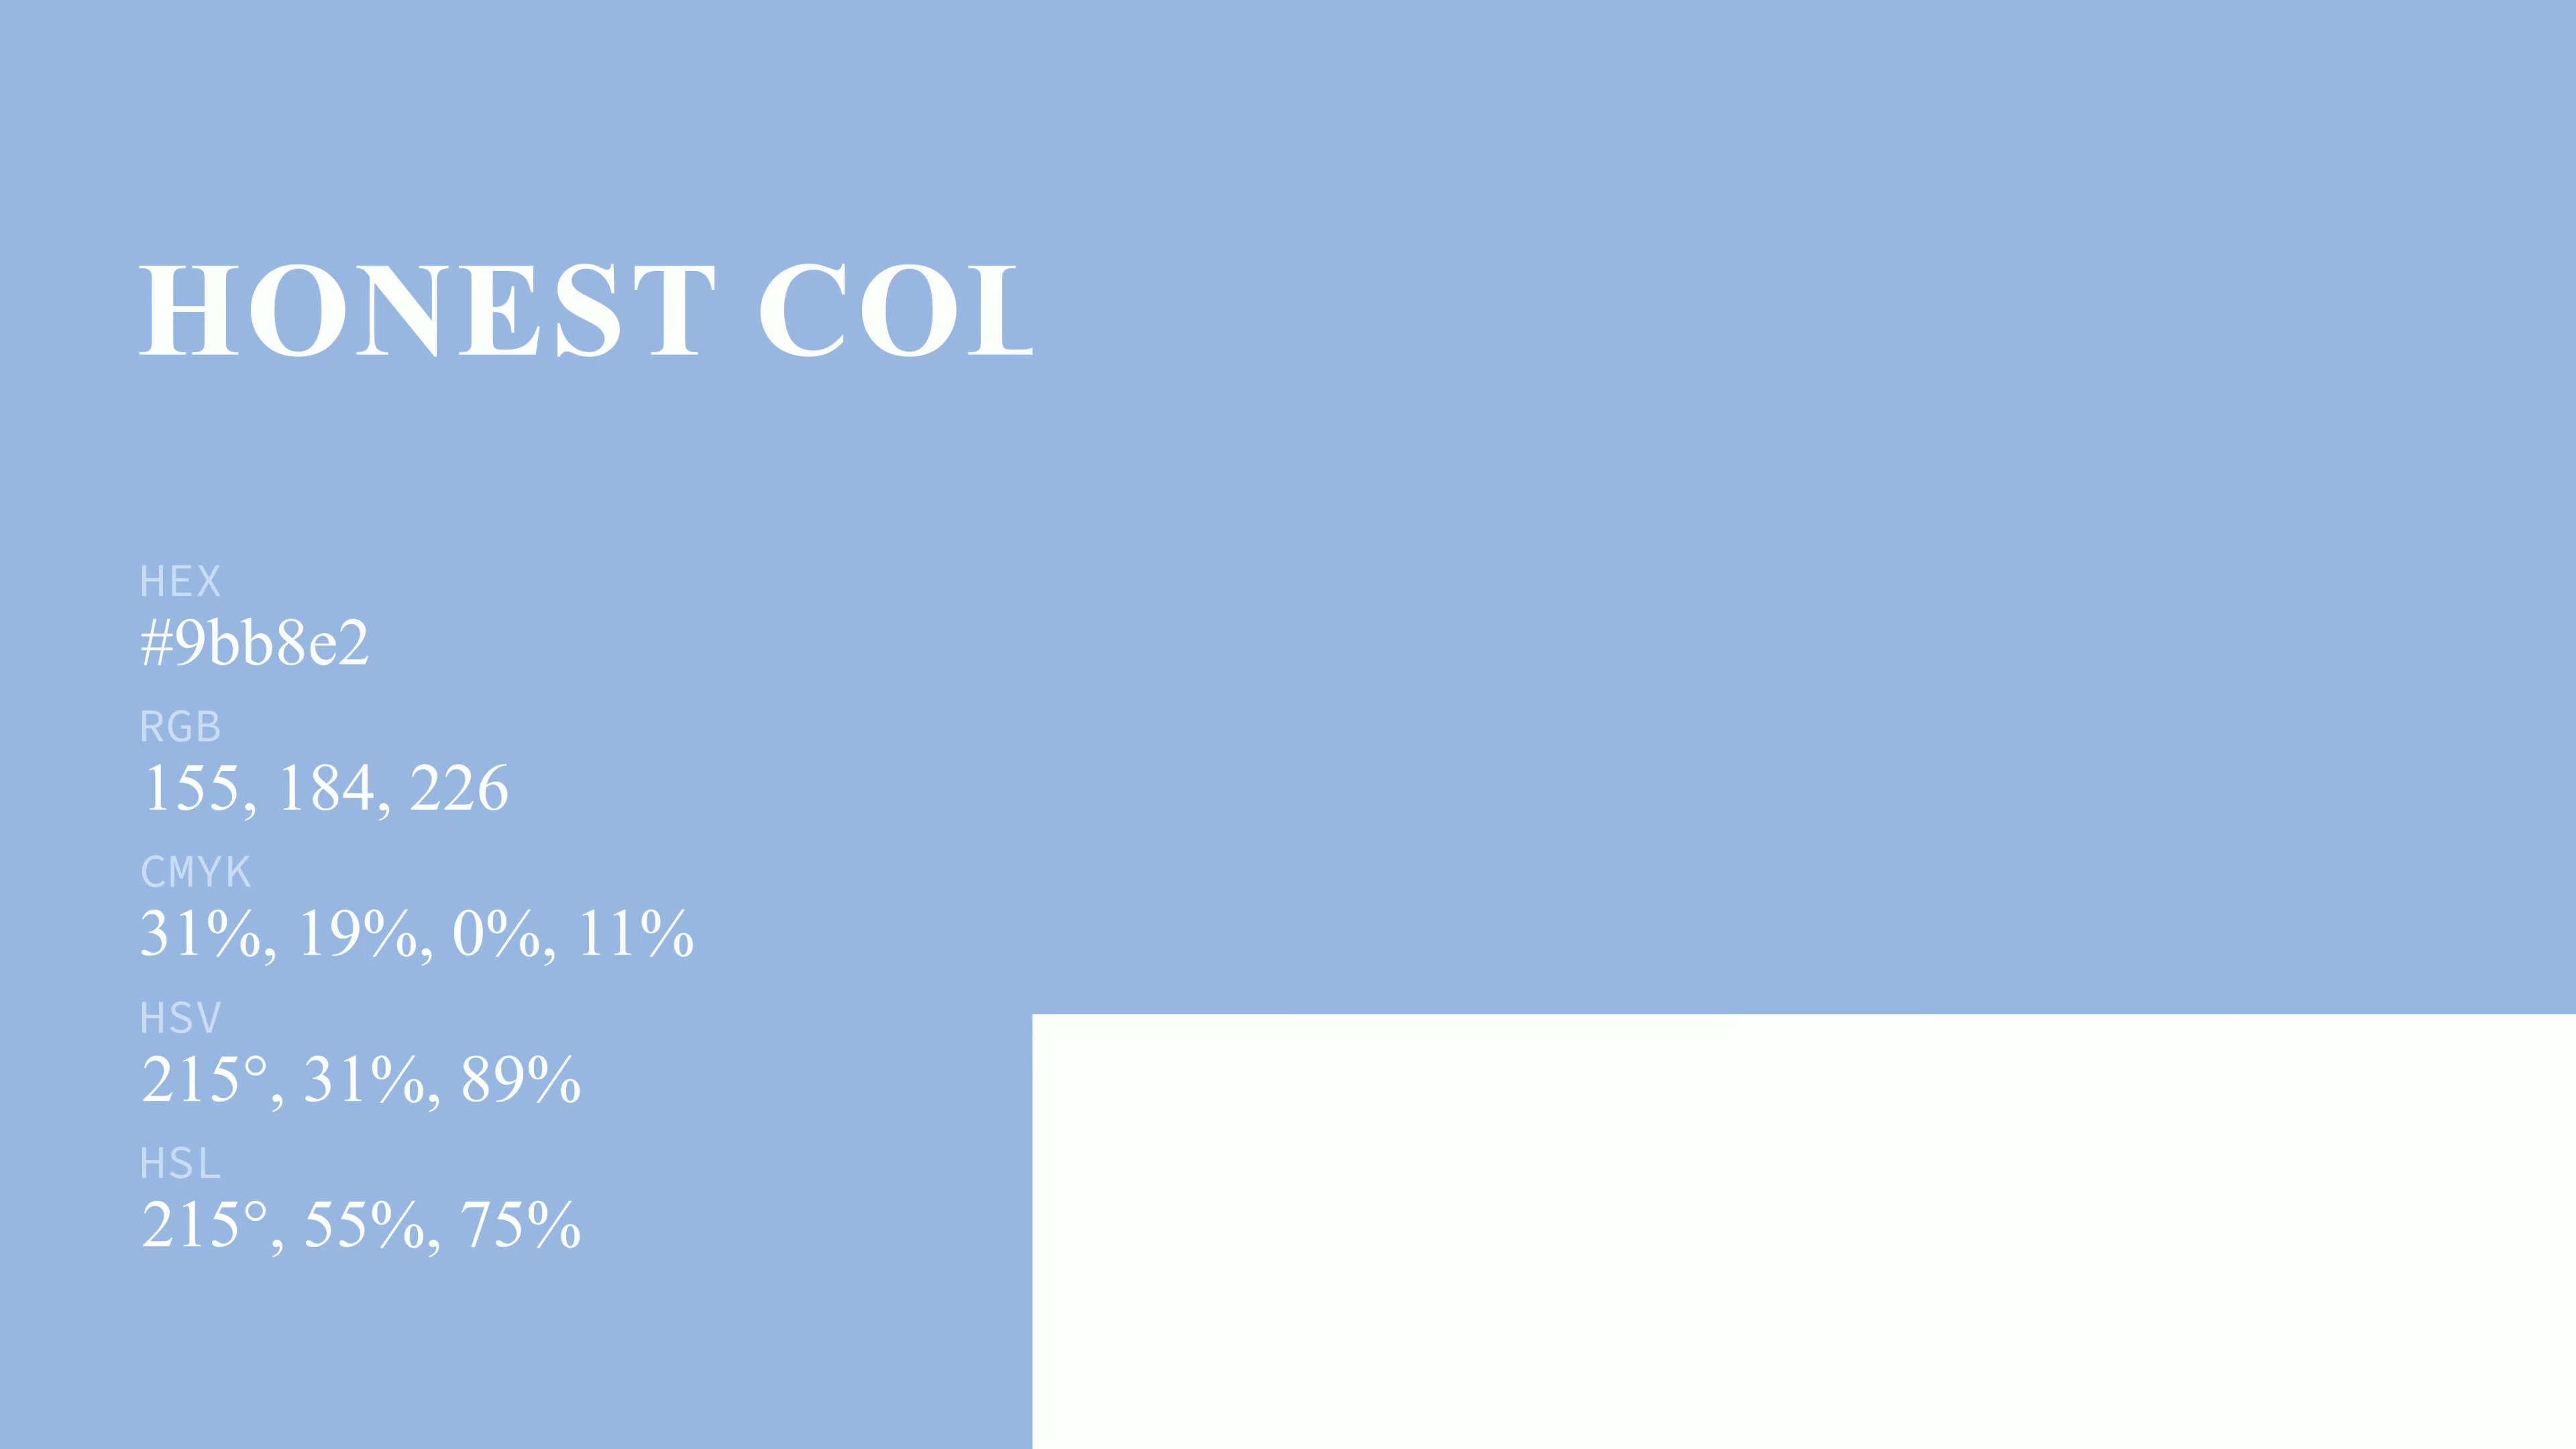 HONEST COL
HEX
#9bb8e2
RGB
155, 184, 226
CMYK
31%, 19%, 0%, 11%
HSV
215°, 31%, 89%
HSL
215°, 55%, 75%